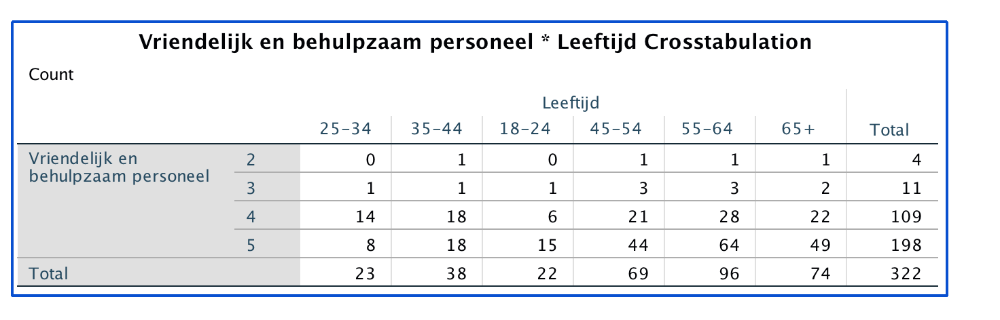 Vriendelijk en behulpzaam personeel * Leeftijd Crosstabulation
Count
Leeftijd
25-34 35-44 18-24 45-54 55-64 65+ Total
Vriendelijk en behulpzaam personeel 2 0 1 0 1 1 1 4
3 1 1 1 3 3 2 11
4 14 18 6 21 28 22 109
5 8 18 15 44 64 49 198
Total 23 38 22 69 96 74 322